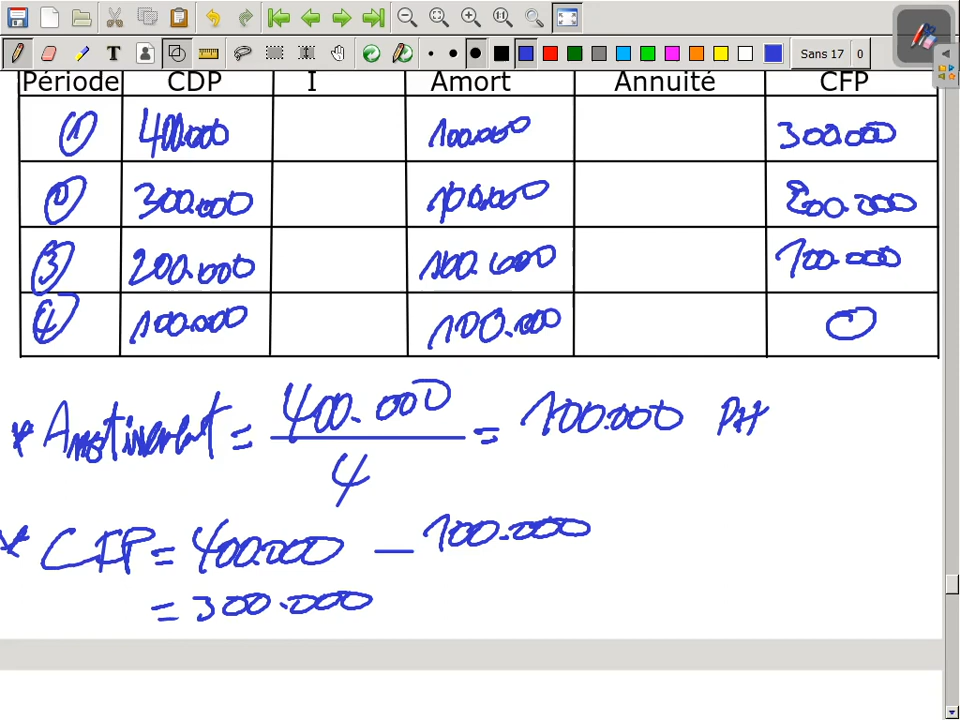 Sans 17 0
Période CDP I Amort Annuité CFP
① 400.000 100.000 300.000
② 300.000 100.000 200.000
③ 200.000 100.000 100.000
④ 100.000 100.000 0
* Amortissement = 400.000 / 4 = 100.000 DH
* CFP = 400.000 - 100.000
= 300.000